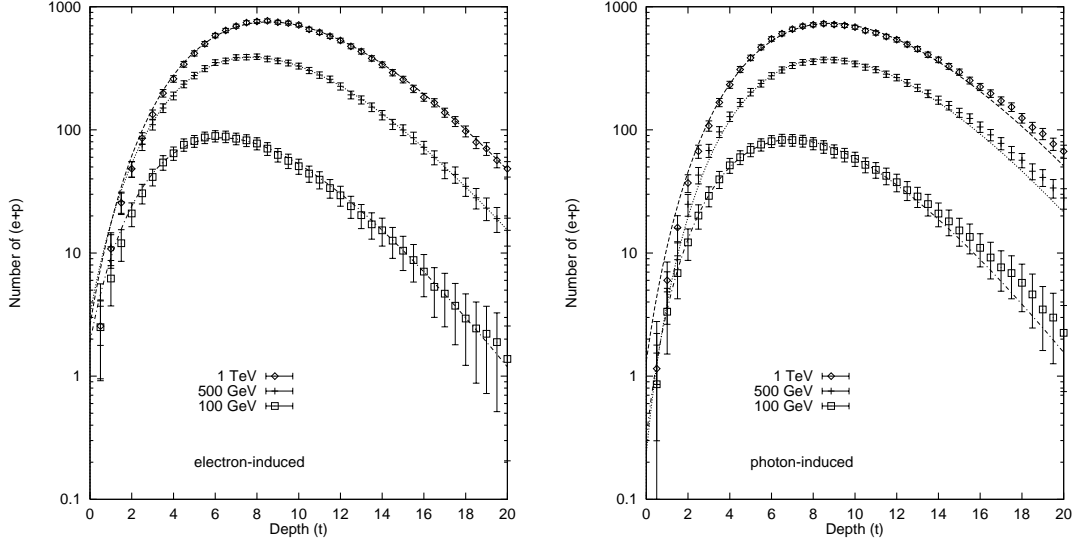 1000
100
10
1
0.1
Number of (e+p)
0 2 4 6 8 10 12 14 16 18 20
Depth (t)
1 TeV
500 GeV
100 GeV
electron-induced
1000
100
10
1
0.1
Number of (e+p)
0 2 4 6 8 10 12 14 16 18 20
Depth (t)
1 TeV
500 GeV
100 GeV
photon-induced